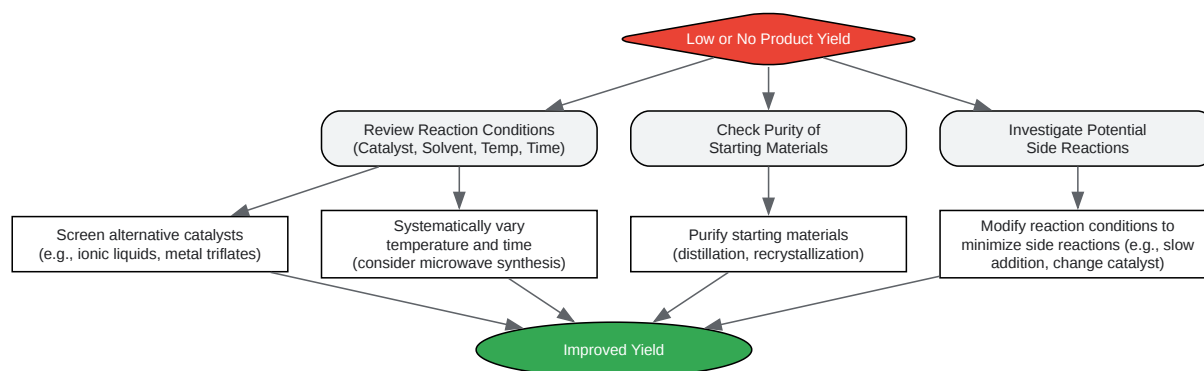 Low or No Product Yield
Review Reaction Conditions
(Catalyst, Solvent, Temp, Time)
Check Purity of
Starting Materials
Investigate Potential
Side Reactions
Screen alternative catalysts
(e.g., ionic liquids, metal triflates)
Systematically vary
temperature and time
(consider microwave synthesis)
Purify starting materials
(distillation, recrystallization)
Modify reaction conditions to
minimize side reactions (e.g., slow
addition, change catalyst)
Improved Yield